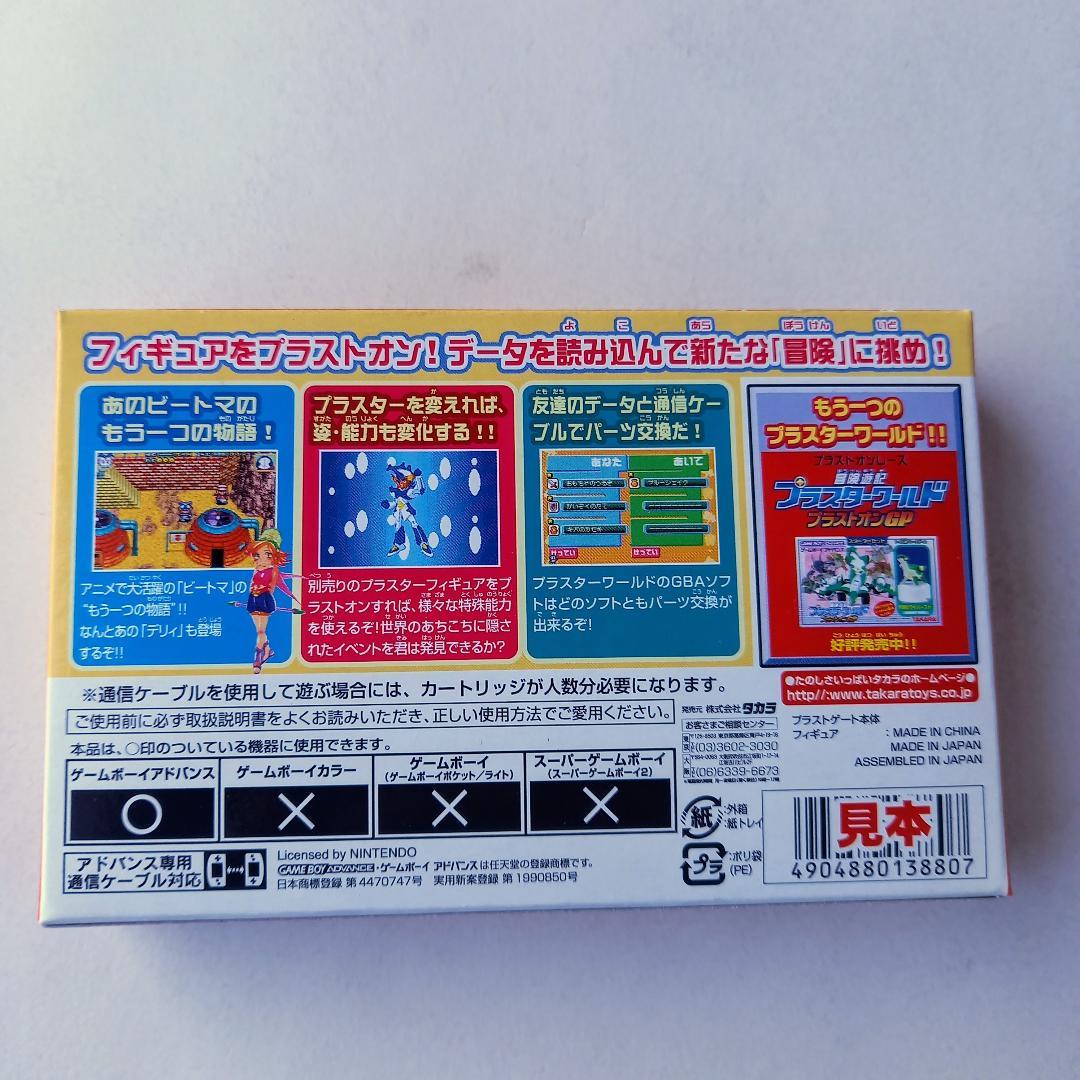 フィギュアをプラストオン！データを読み込んで新たな「冒険」に挑め！
あのビートマの
もう一つの物語！
アニメで大活躍の「ビートマ」の
“もう一つの物語”!!
なんとあの「デリィ」も登場
するぞ!!
プラスターを変えれば、
姿・能力も変化する!!
別売りのプラスターフィギュアをプ
ラストオンすれば、様々な特殊能力
を使えるぞ!世界のあちこちに隠さ
れたイベントを君は発見できるか?
友達のデータと通信ケー
ブルでパーツ交換だ！
あなた
あいて
けってい
けってい
プラスターワールドのGBAソフ
トはどのソフトともパーツ交換が
出来るぞ!
もう一つの
プラスターワールド!!
プラストオンレース
冒険遊記
プラスターワールド
プラストオンGP
好評発売中!!
※通信ケーブルを使用して遊ぶ場合には、カートリッジが人数分必要になります。
ご使用前に必ず取扱説明書をよくお読みいただき、正しい使用方法でご愛用ください。
本品は、○印のついている機器に使用できます。
ゲームボーイアドバンス
ゲームボーイカラー
ゲームボーイ
(ゲームボーイポケット/ライト)
スーパーゲームボーイ
(スーパーゲームボーイ2)
○
×
×
×
アドバンス専用
通信ケーブル対応
Licensed by NINTENDO
GAME BOY ADVANCE・ゲームボーイ アドバンスは任天堂の登録商標です。
日本商標登録 第4470747号 実用新案登録 第1990850号
●たのしさいっぱいタカラのホームページ●
http//:www.takaratoys.co.jp
発売元 株式会社タカラ
お客さまご相談センター
(03)3602-3030
(06)6339-6673
プラストゲート本体
フィギュア
: MADE IN CHINA
MADE IN JAPAN
ASSEMBLED IN JAPAN
紙
:外箱
:紙トレイ
プラ
:ポリ袋
(PE)
見本
4904880138807